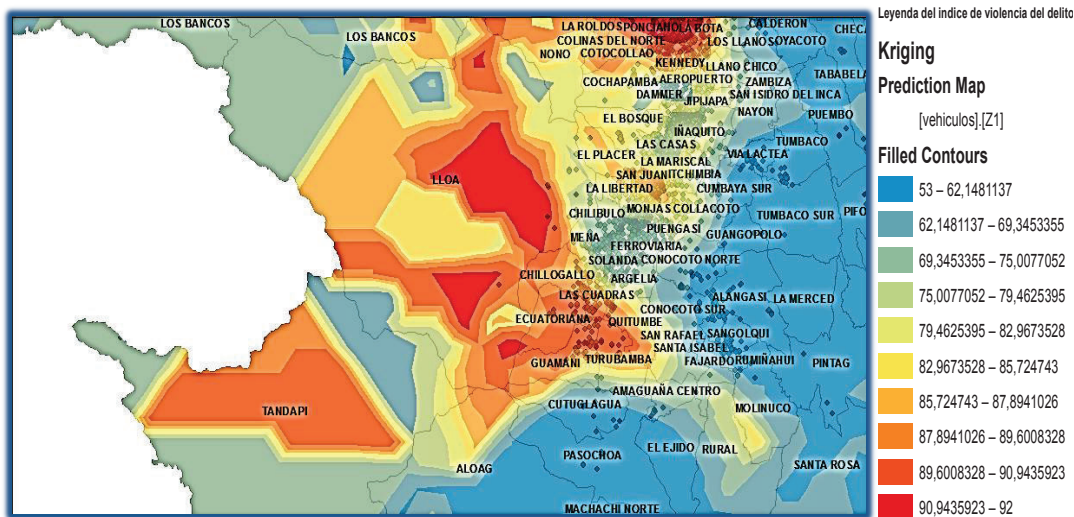 LOS BANCOS
LOS BANCOS
LA ROLDOS
PONCIANO
LA BOTA
CALDERON
CHECA
COLINAS DEL NORTE
LOS LLANO
OYACOTO
NONO
COTOCOLLAO
KENNEDY
LLANO CHICO
COCHAPAMBA
AEROPUERTO
ZAMBIZA
TABABELA
DAMMER
JIPIJAPA
SAN ISIDRO DEL INCA
NAYON
PUEMBO
EL BOSQUE
IÑAQUITO
LAS CASAS
TUMBACO
EL PLACER
LA MARISCAL
VIA LACTEA
LLOA
SAN JUAN
ITCHIMBIA
LA LIBERTAD
CUMBAYA SUR
CHILIBULO
MONJAS
COLLACOTO
TUMBACO SUR
PIFO
MEÑA
PUENGASI
GUANGOPOLO
FERROVIARIA
SOLANDA
CONOCOTO NORTE
CHILLOGALLO
ARGELIA
LAS CUADRAS
ALANGASI
LA MERCED
ECUATORIANA
QUITUMBE
CONOCOTO SUR
SAN RAFAEL
SANGOLQUI
SANTA ISABEL
GUAMANI
TURUBAMBA
FAJARDO
RUMIÑAHUI
PINTAG
AMAGUAÑA CENTRO
TANDAPI
CUTUGLAGUA
MOLINUCO
EL EJIDO
RURAL
PASOCHOA
ALOAG
SANTA ROSA
MACHACHI NORTE
Leyenda del indice de violencia del delito
Kriging
Prediction Map
[vehiculos].[Z1]
Filled Contours
53 – 62,1481137
62,1481137 – 69,3453355
69,3453355 – 75,0077052
75,0077052 – 79,4625395
79,4625395 – 82,9673528
82,9673528 – 85,724743
85,724743 – 87,8941026
87,8941026 – 89,6008328
89,6008328 – 90,9435923
90,9435923 – 92